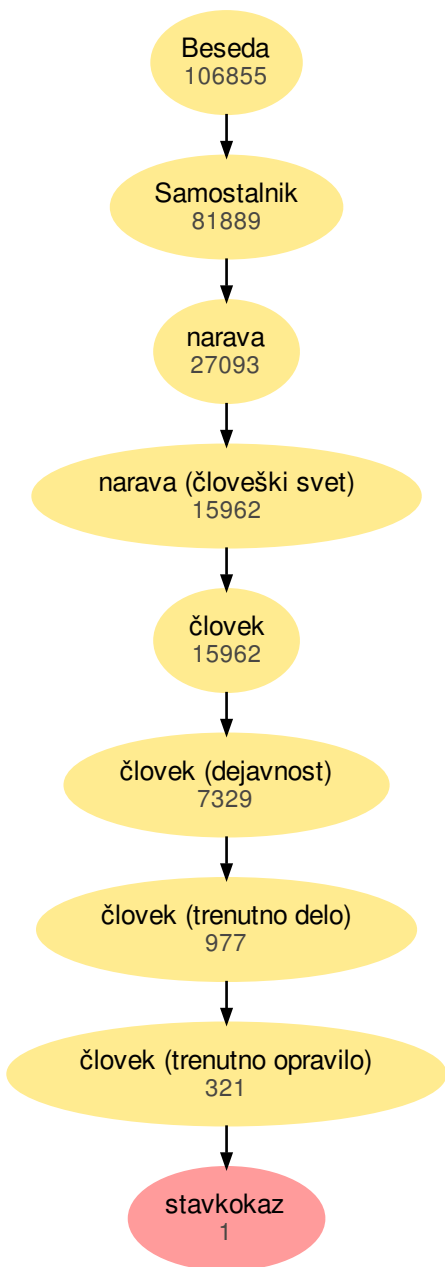 Beseda
106855
Samostalnik
81889
narava
27093
narava (človeški svet)
15962
človek
15962
človek (dejavnost)
7329
človek (trenutno delo)
977
človek (trenutno opravilo)
321
stavkokaz
1